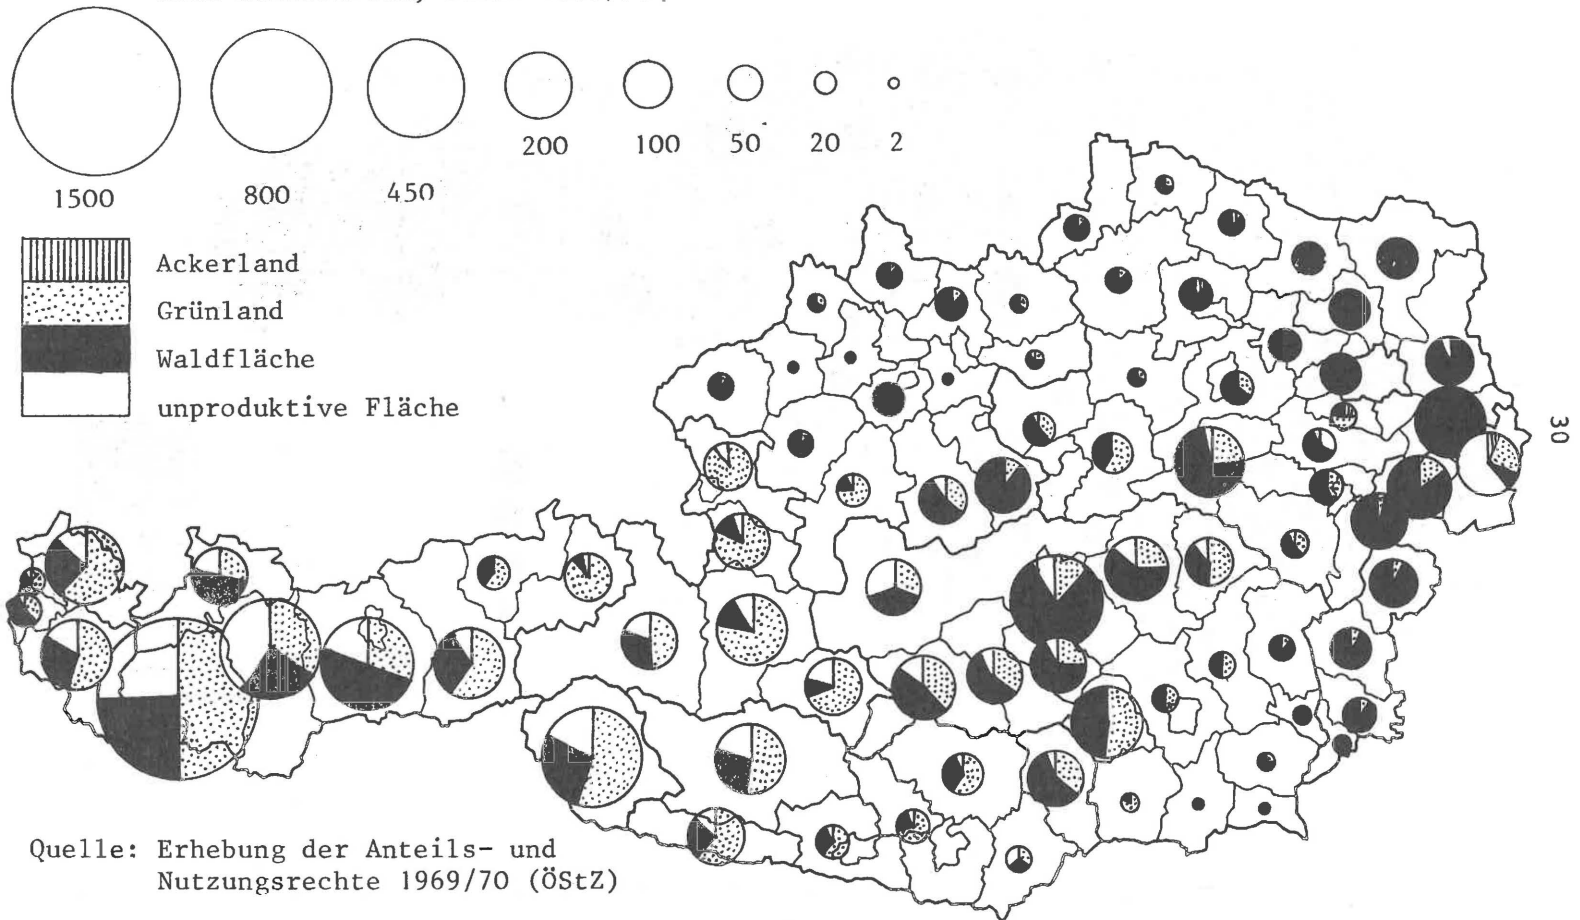 200 100 50 20 2
1500 800 450
Ackerland
Grünland
Waldfläche
unproduktive Fläche
30
Quelle: Erhebung der Anteils- und
Nutzungsrechte 1969/70 (ÖStZ)